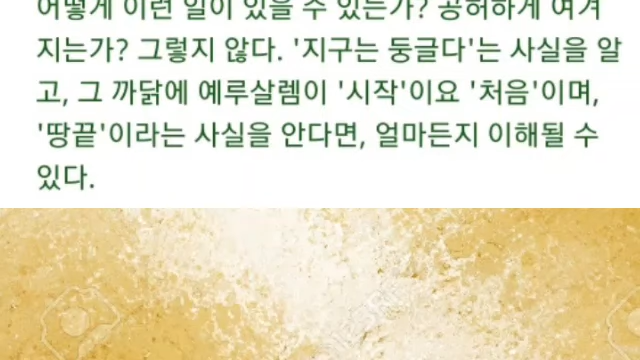 어떻게 이런 일이 있을 수 있는가? 공허하게 여겨
지는가? 그렇지 않다. '지구는 둥글다'는 사실을 알
고, 그 까닭에 예루살렘이 '시작'이요 '처음'이며,
'땅끝'이라는 사실을 안다면, 얼마든지 이해될 수
있다.